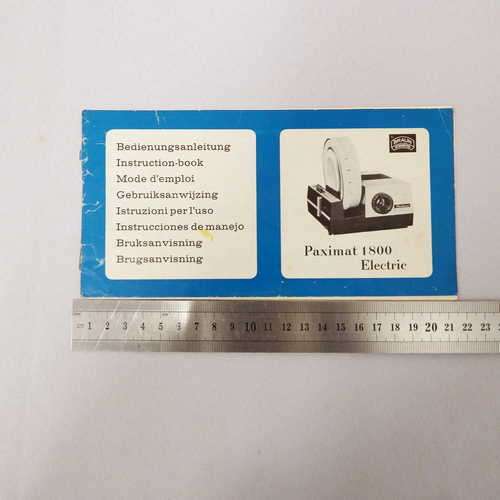 Bedienungsanleitung
Instruction-book
Mode d'emploi
Gebruiksanwijzing
Istruzioni per l'uso
Instrucciones de manejo
Bruksanvisning
Brugsanvisning
BRAUN
Paximat 1800
Electric
1 2 3 4 5 6 7 8 9 10 11 12 13 14 15 16 17 18 19 20 21 22 23